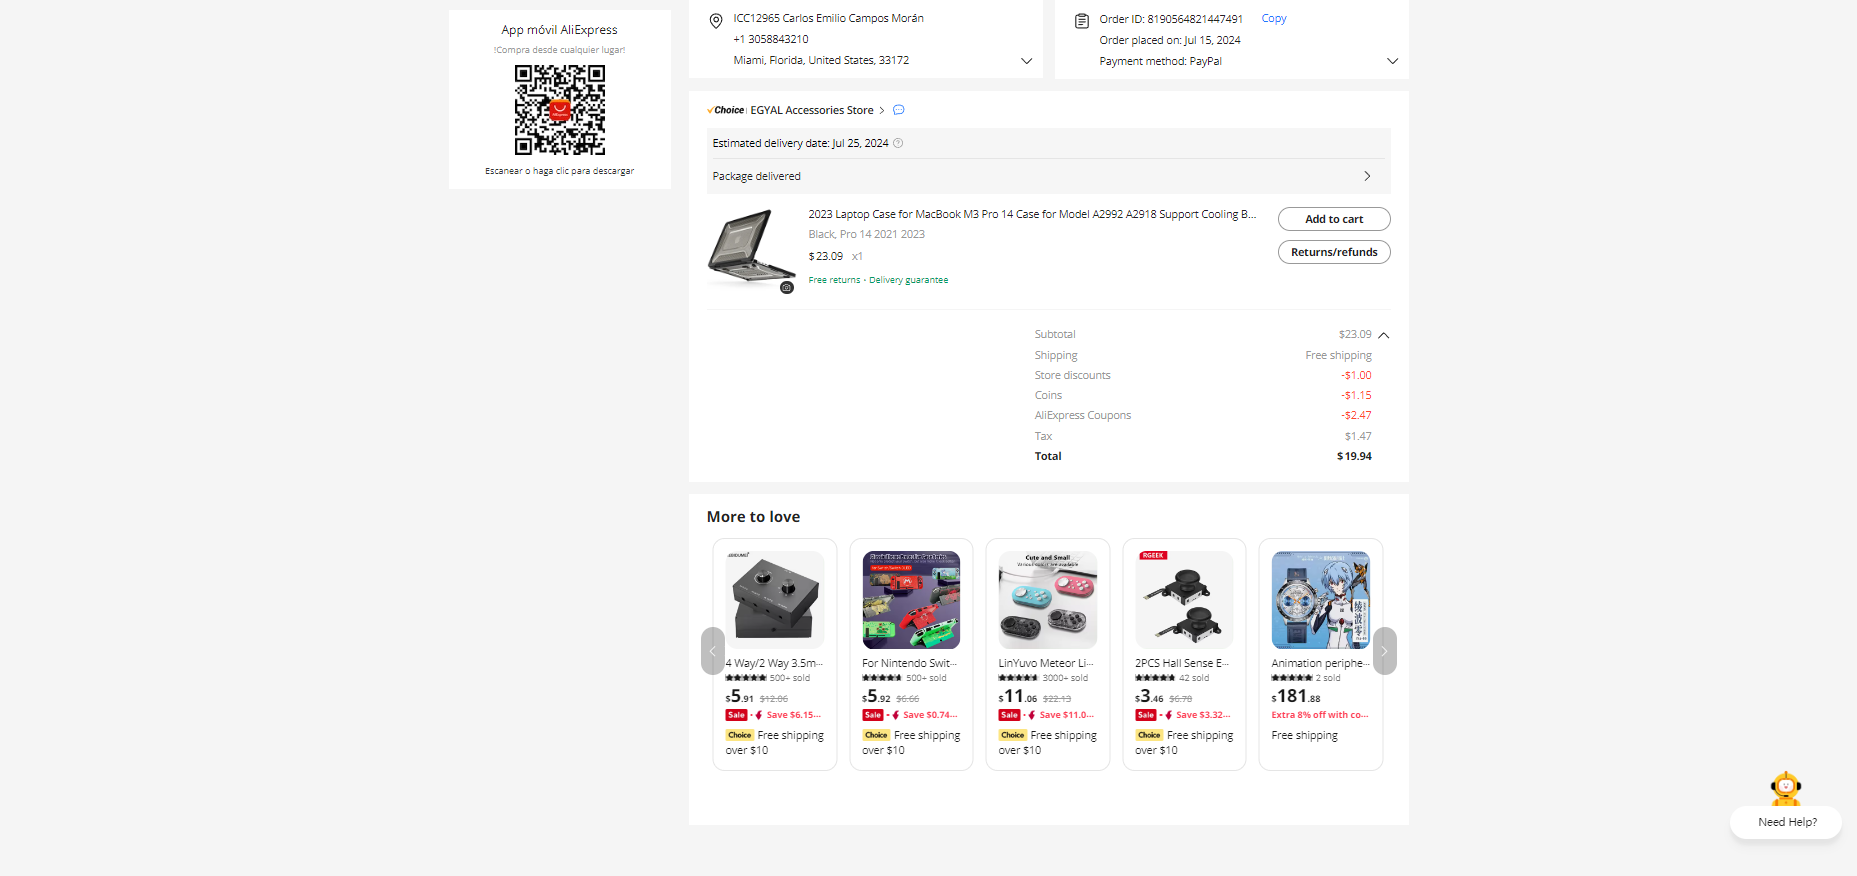 App móvil AliExpress
!Compra desde cualquier lugar!
Escanear o haga clic para descargar
ICC12965 Carlos Emilio Campos Morán
+1 3058843210
Miami, Florida, United States, 33172
Order ID: 8190564821447491 Copy
Order placed on: Jul 15, 2024
Payment method: PayPal
Choice EGYAL Accessories Store
Estimated delivery date: Jul 25, 2024
Package delivered
2023 Laptop Case for MacBook M3 Pro 14 Case for Model A2992 A2918 Support Cooling B...
Black, Pro 14 2021 2023
$23.09 x1
Free returns · Delivery guarantee
Add to cart
Returns/refunds
Subtotal $23.09
Shipping Free shipping
Store discounts -$1.00
Coins -$1.15
AliExpress Coupons -$2.47
Tax $1.47
Total $19.94
More to love
4 Way/2 Way 3.5m...
500+ sold
$5.91 $12.06
Sale Save $6.15...
Choice Free shipping
over $10
For Nintendo Swit...
500+ sold
$5.92 $6.66
Sale Save $0.74...
Choice Free shipping
over $10
Cute and Small
LinYuvo Meteor Li...
3000+ sold
$11.06 $22.13
Sale Save $11.0...
Choice Free shipping
over $10
RGEEK
2PCS Hall Sense E...
42 sold
$3.46 $6.78
Sale Save $3.32...
Choice Free shipping
over $10
Animation periphe...
2 sold
$181.88
Extra 8% off with co...
Free shipping
Need Help?